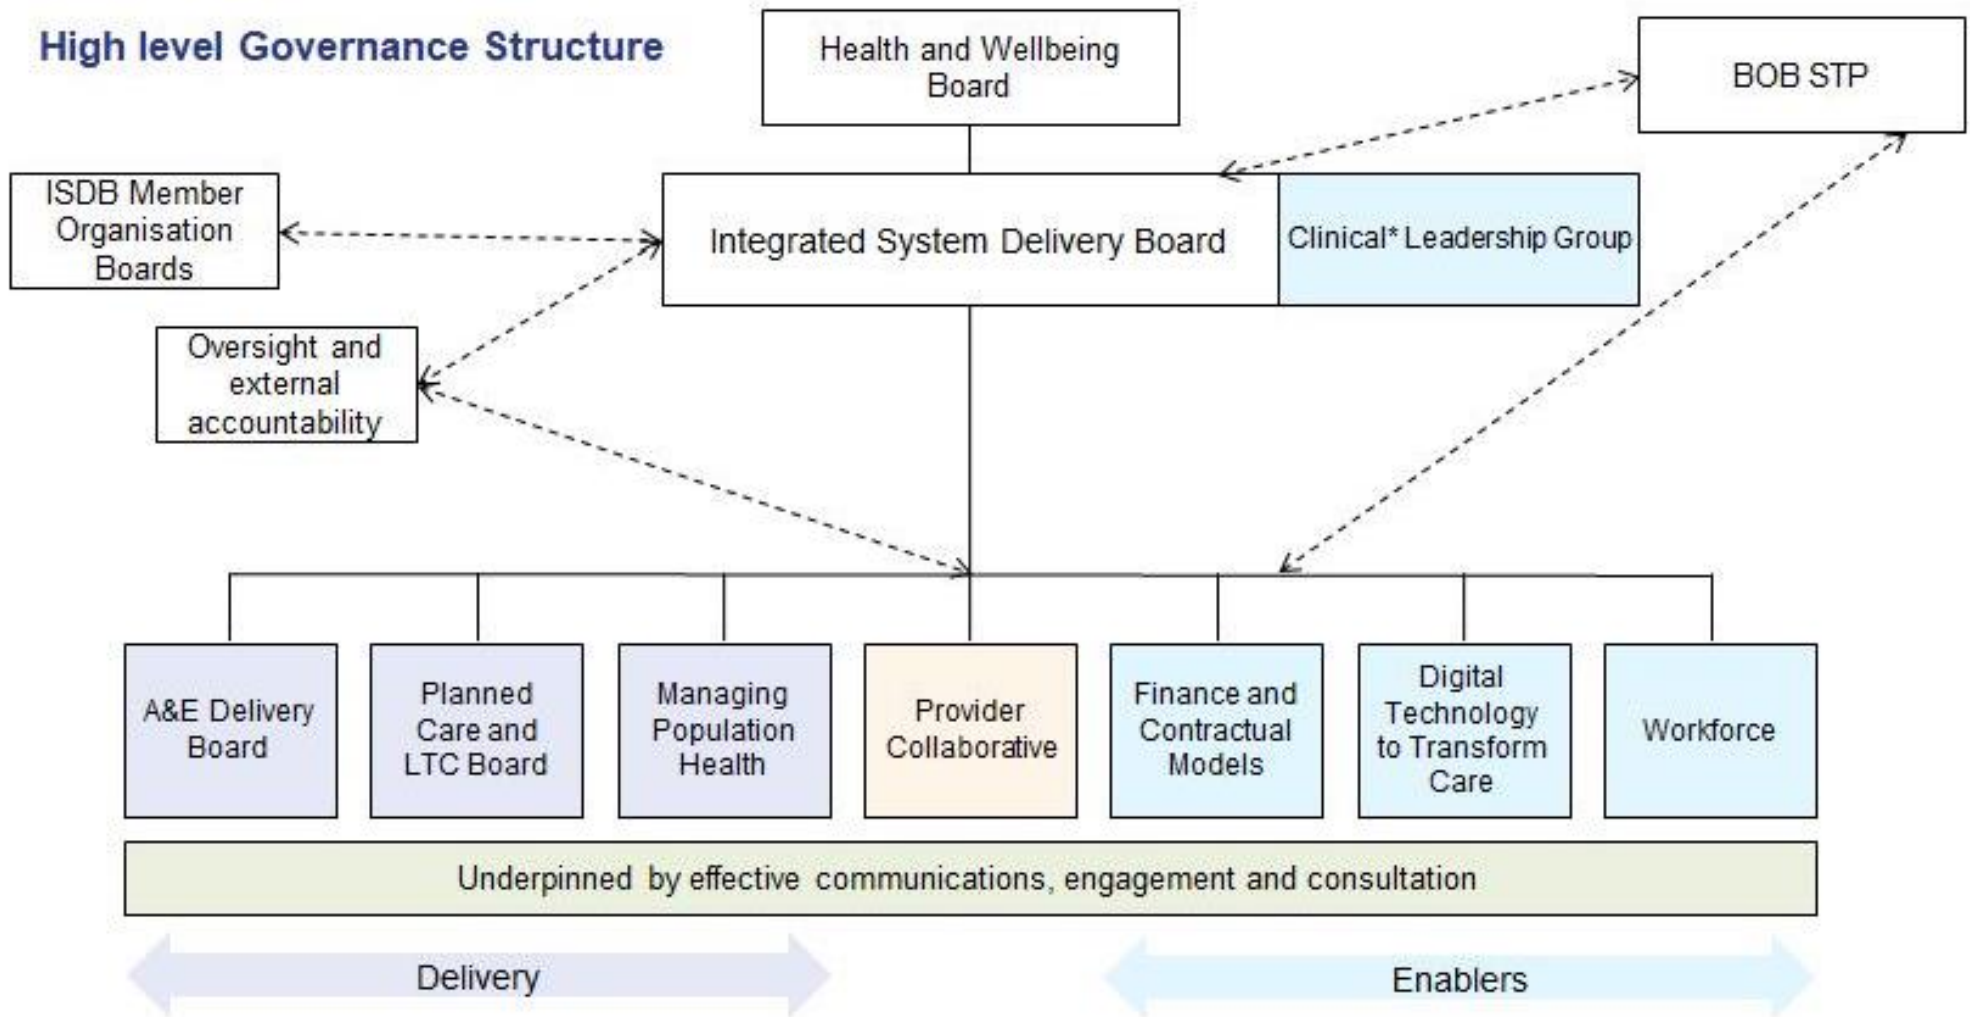 High level Governance Structure
Health and Wellbeing
Board
BOB STP
ISDB Member
Organisation
Boards
Integrated System Delivery Board
Clinical* Leadership Group
Oversight and
external
accountability
A&E Delivery
Board
Planned
Care and
LTC Board
Managing
Population
Health
Provider
Collaborative
Finance and
Contractual
Models
Digital
Technology
to Transform
Care
Workforce
Underpinned by effective communications, engagement and consultation
Delivery
Enablers